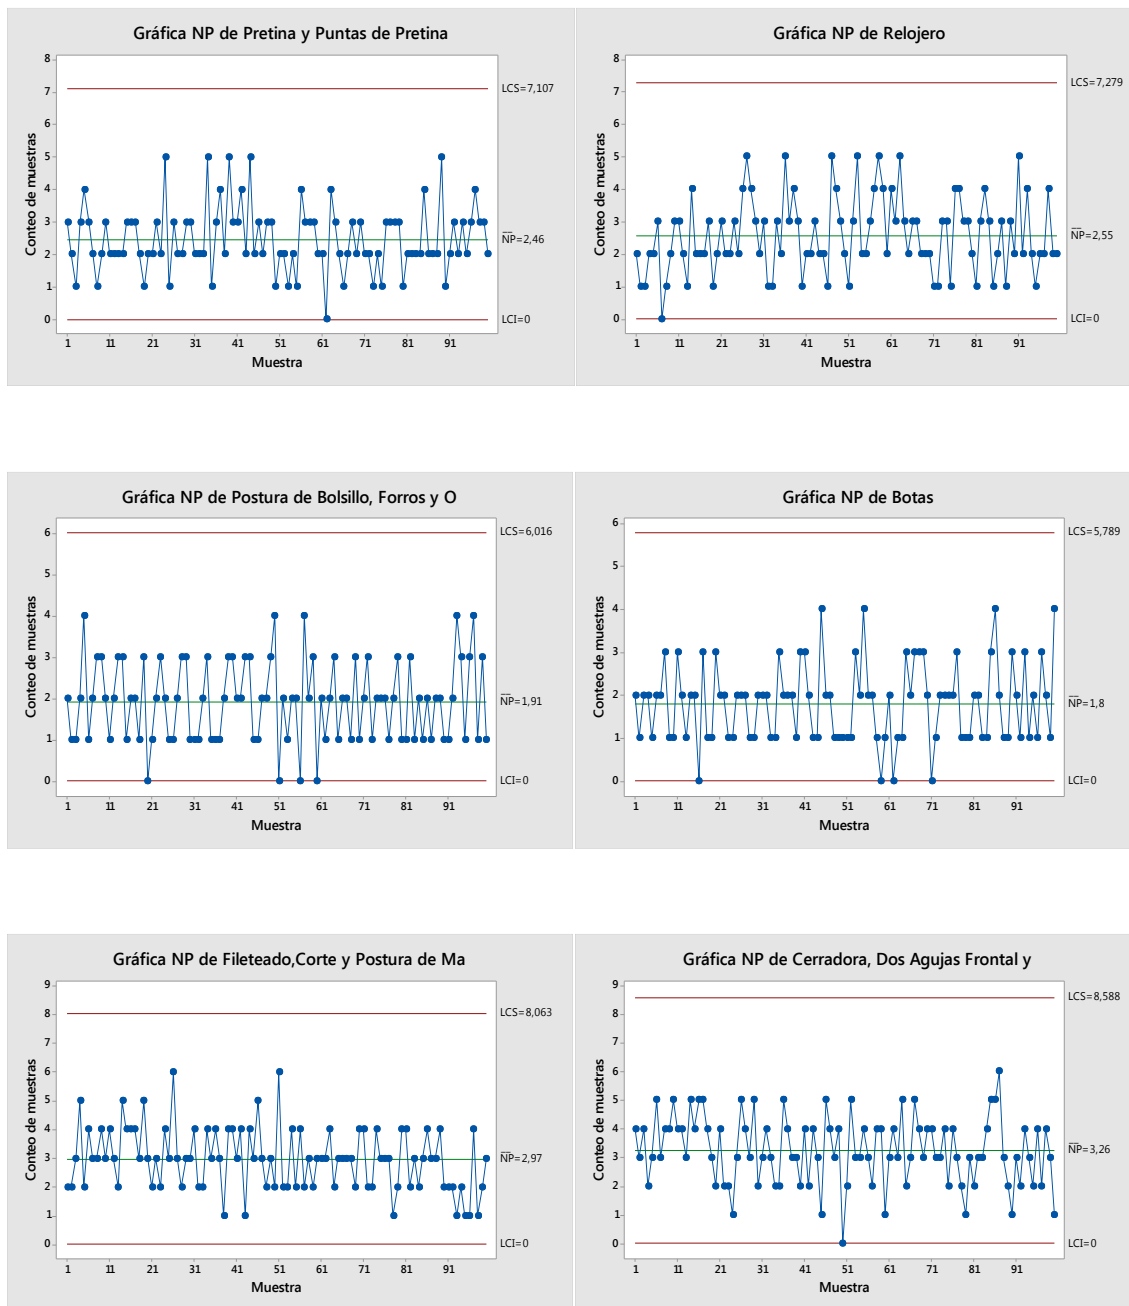 Gráfica NP de Pretina y Puntas de Pretina
Conteo de muestras
8
7
6
5
4
3
2
1
0
LCS=7,107
NP=2,46
LCI=0
1 11 21 31 41 51 61 71 81 91
Muestra
Gráfica NP de Relojero
Conteo de muestras
8
7
6
5
4
3
2
1
0
LCS=7,279
NP=2,55
LCI=0
1 11 21 31 41 51 61 71 81 91
Muestra
Gráfica NP de Postura de Bolsillo, Forros y O
Conteo de muestras
6
5
4
3
2
1
0
LCS=6,016
NP=1,91
LCI=0
1 11 21 31 41 51 61 71 81 91
Muestra
Gráfica NP de Botas
Conteo de muestras
6
5
4
3
2
1
0
LCS=5,789
NP=1,8
LCI=0
1 11 21 31 41 51 61 71 81 91
Muestra
Gráfica NP de Fileteado,Corte y Postura de Ma
Conteo de muestras
9
8
7
6
5
4
3
2
1
0
LCS=8,063
NP=2,97
LCI=0
1 11 21 31 41 51 61 71 81 91
Muestra
Gráfica NP de Cerradora, Dos Agujas Frontal y
Conteo de muestras
9
8
7
6
5
4
3
2
1
0
LCS=8,588
NP=3,26
LCI=0
1 11 21 31 41 51 61 71 81 91
Muestra